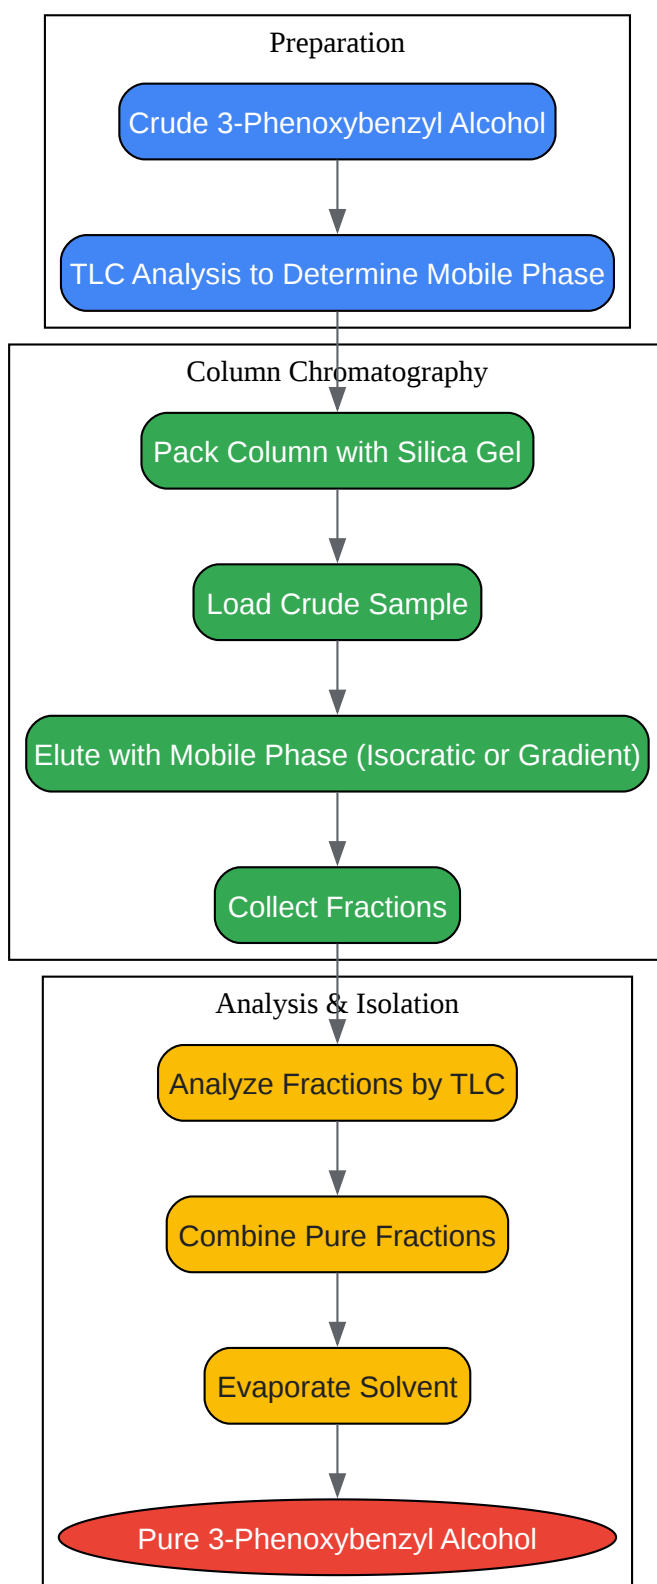 Preparation
Crude 3-Phenoxybenzyl Alcohol
TLC Analysis to Determine Mobile Phase
Column Chromatography
Pack Column with Silica Gel
Load Crude Sample
Elute with Mobile Phase (Isocratic or Gradient)
Collect Fractions
Analysis & Isolation
Analyze Fractions by TLC
Combine Pure Fractions
Evaporate Solvent
Pure 3-Phenoxybenzyl Alcohol